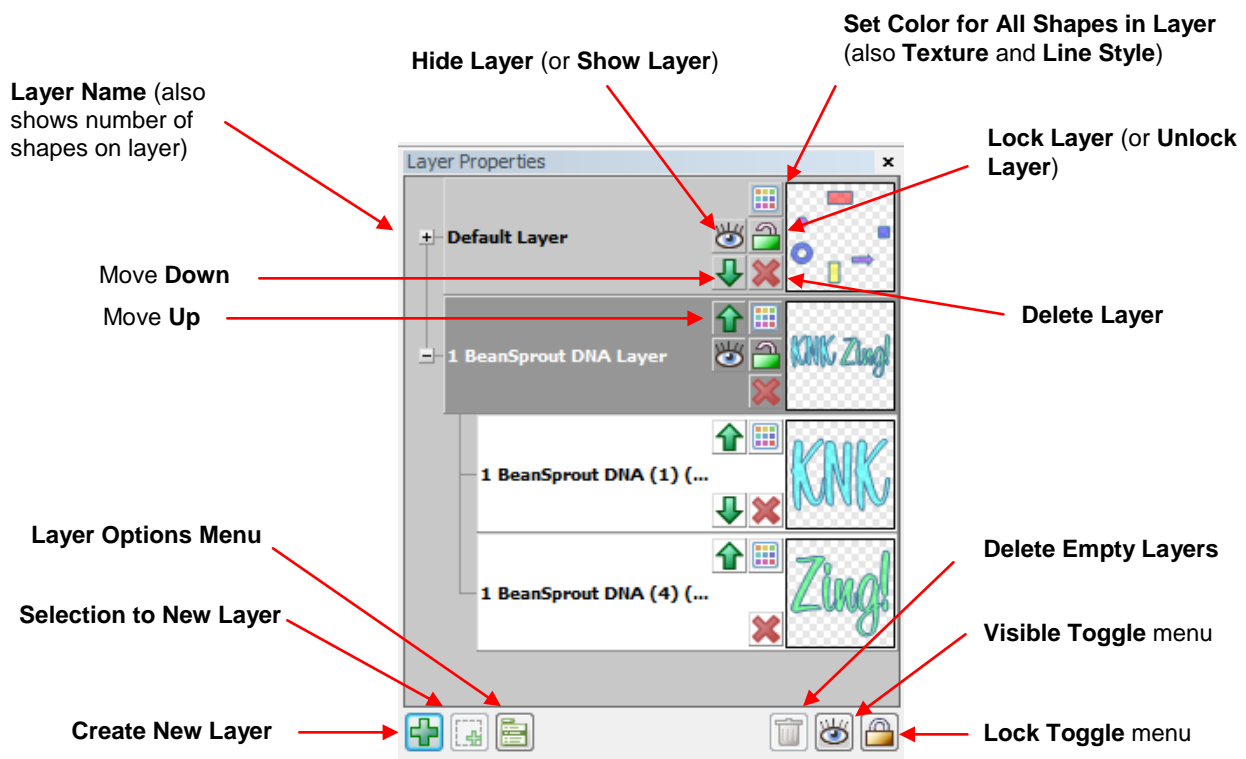 Set Color for All Shapes in Layer
(also Texture and Line Style)
Hide Layer (or Show Layer)
Layer Name (also
shows number of
shapes on layer)
Lock Layer (or Unlock
Layer)
Layer Properties
Default Layer
Move Down
Move Up
Delete Layer
1 BeanSprout DNA Layer
KNK Zing!
1 BeanSprout DNA (1) (...
KNK
Layer Options Menu
Delete Empty Layers
1 BeanSprout DNA (4) (...
Zing!
Selection to New Layer
Visible Toggle menu
Create New Layer
Lock Toggle menu